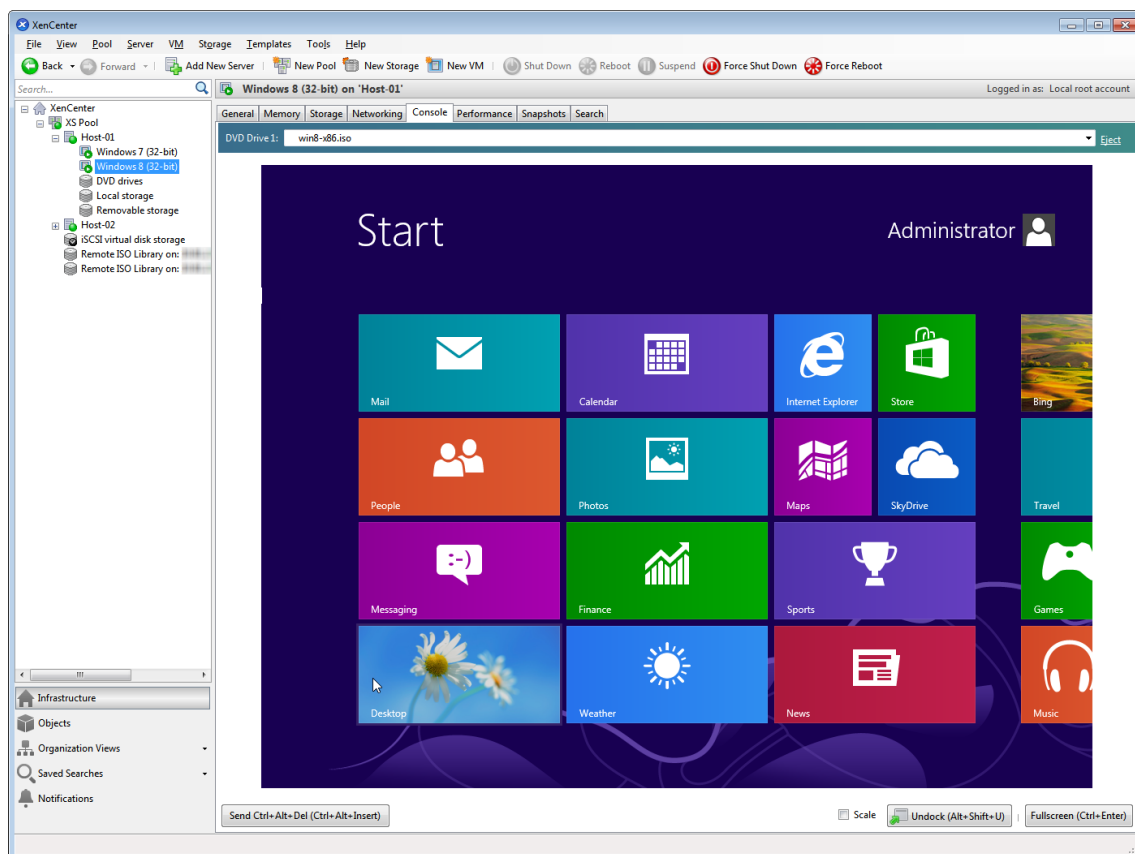 XenCenter
File View Pool Server VM Storage Templates Tools Help
Back Forward Add New Server New Pool New Storage New VM Shut Down Reboot Suspend Force Shut Down Force Reboot
Search...
Windows 8 (32-bit) on 'Host-01' Logged in as: Local root account
General Memory Storage Networking Console Performance Snapshots Search
DVD Drive 1: win8-x86.iso Eject
XenCenter
XS Pool
Host-01
Windows 7 (32-bit)
Windows 8 (32-bit)
DVD drives
Local storage
Removable storage
Host-02
iSCSI virtual disk storage
Remote ISO Library on:
Remote ISO Library on:
Infrastructure
Objects
Organization Views
Saved Searches
Notifications
Start Administrator
Mail Calendar Internet Explorer Store Bing
People Photos Maps SkyDrive Travel
:-)
Messaging Finance Sports Games
Desktop Weather News Music
Send Ctrl+Alt+Del (Ctrl+Alt+Insert) Scale Undock (Alt+Shift+U) Fullscreen (Ctrl+Enter)